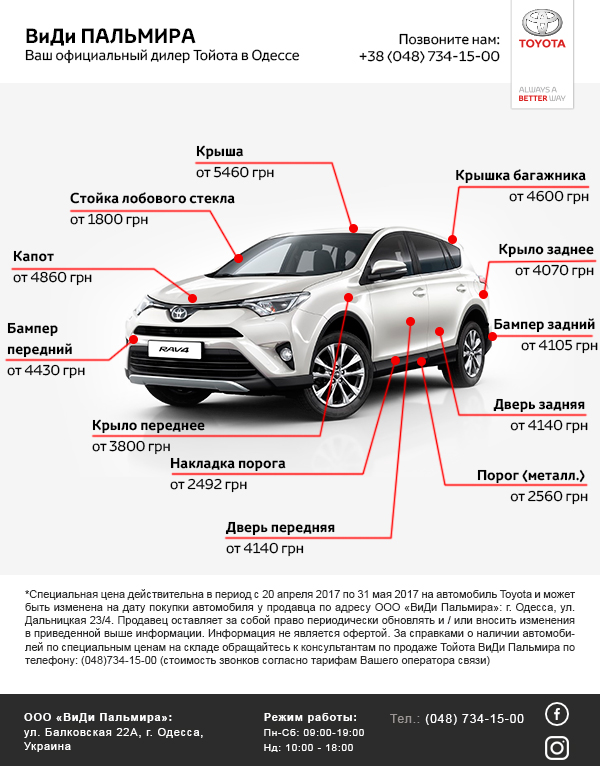 ВиДи ПАЛЬМИРА
Ваш официальный дилер Тойота в Одессе
Позвоните нам:
+38 (048) 734-15-00
TOYOTA
ALWAYS A
BETTER WAY
Крыша
от 5460 грн
Крышка багажника
от 4600 грн
Стойка лобового стекла
от 1800 грн
Крыло заднее
от 4070 грн
Капот
от 4860 грн
Бампер
передний
от 4430 грн
Бампер задний
от 4105 грн
RAV4
Дверь задняя
от 4140 грн
Крыло переднее
от 3800 грн
Накладка порога
от 2492 грн
Порог (металл.)
от 2560 грн
Дверь передняя
от 4140 грн
*Специальная цена действительна в период с 20 апреля 2017 по 31 мая 2017 на автомобиль Toyota и может
быть изменена на дату покупки автомобиля у продавца по адресу ООО «ВиДи Пальмира»: г. Одесса, ул.
Дальницкая 23/4. Продавец оставляет за собой право периодически обновлять и / или вносить изменения
в приведенной выше информации. Информация не является офертой. За справками о наличии автомоби-
лей по специальным ценам на складе обращайтесь к консультантам по продаже Тойота ВиДи Пальмира по
телефону: (048)734-15-00 (стоимость звонков согласно тарифам Вашего оператора связи)
ООО «ВиДи Пальмира»:
ул. Балковская 22А, г. Одесса,
Украина
Режим работы:
Пн-Сб: 09:00-19:00
Нд: 10:00 - 18:00
Тел.: (048) 734-15-00